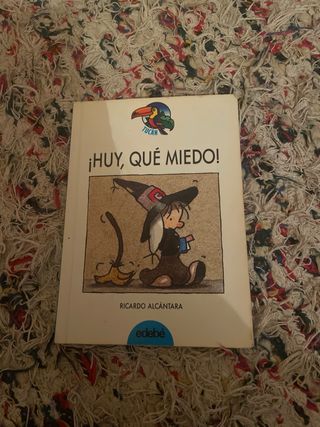 TUCÁN
¡HUY, QUÉ MIEDO!
RICARDO ALCÁNTARA
edebé